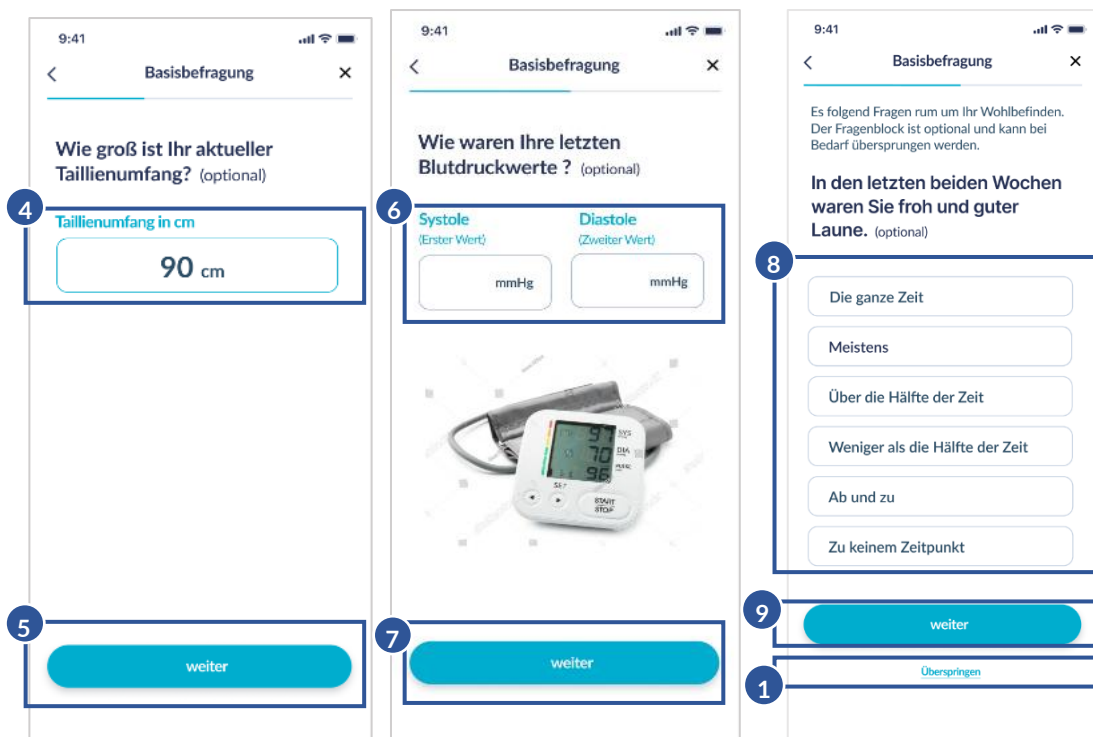 9:41
Basisbefragung
Wie groß ist Ihr aktueller
Taillienumfang? (optional)
4
Taillienumfang in cm
90 cm
5
weiter
9:41
Basisbefragung
Wie waren Ihre letzten
Blutdruckwerte ? (optional)
6
Systole
(Erster Wert)
mmHg
Diastole
(Zweiter Wert)
mmHg
97 SYS
70 DIA
96
SET
START
STOP
7
weiter
9:41
Basisbefragung
Es folgend Fragen rum um Ihr Wohlbefinden.
Der Fragenblock ist optional und kann bei
Bedarf übersprungen werden.
In den letzten beiden Wochen
waren Sie froh und guter
Laune. (optional)
8
Die ganze Zeit
Meistens
Über die Hälfte der Zeit
Weniger als die Hälfte der Zeit
Ab und zu
Zu keinem Zeitpunkt
9
weiter
1
Überspringen